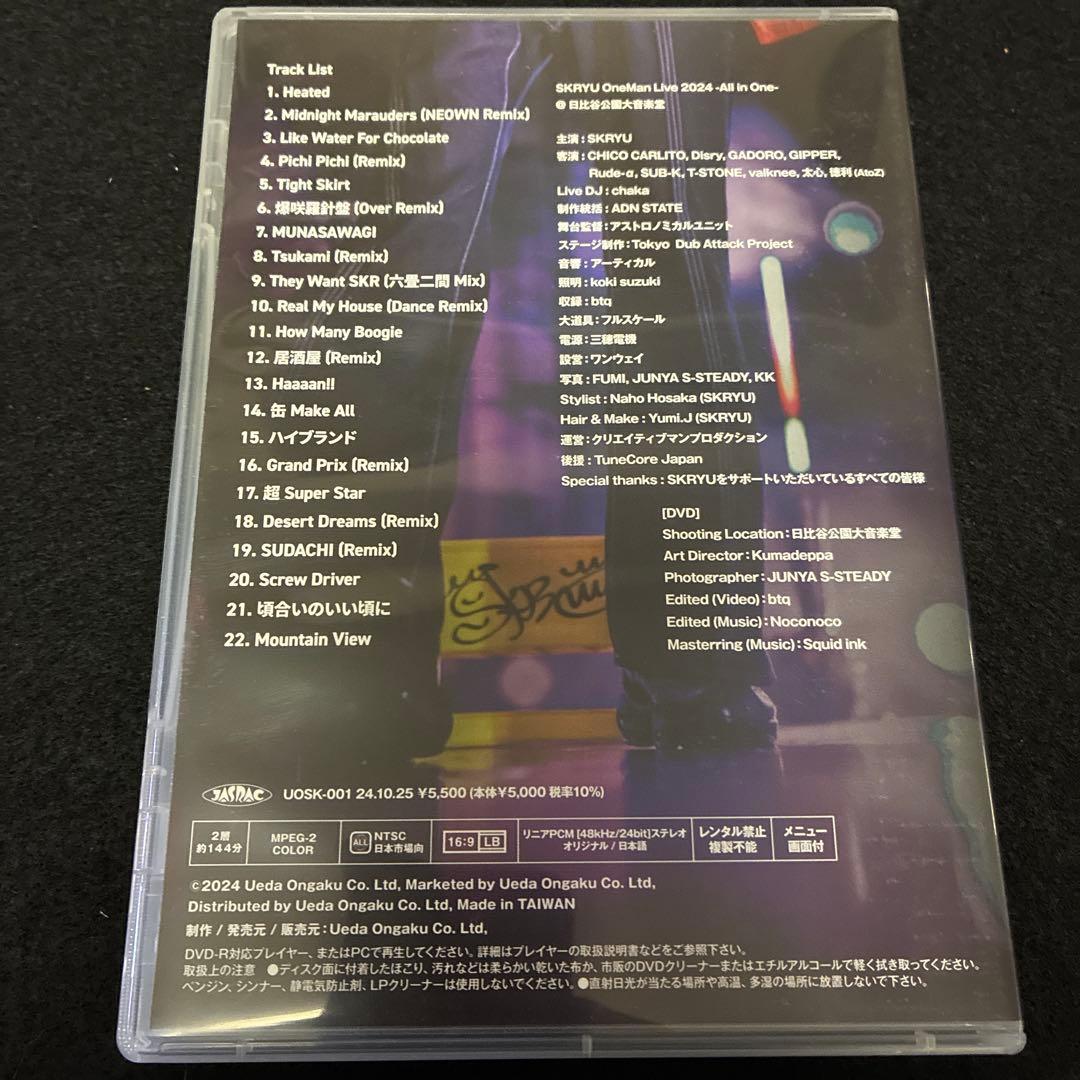 Track List
1. Heated
2. Midnight Marauders (NEOWN Remix)
3. Like Water For Chocolate
4. Pichi Pichi (Remix)
5. Tight Skirt
6. 爆咲羅針盤 (Over Remix)
7. MUNASAWAGI
8. Tsukami (Remix)
9. They Want SKR (六畳二間 Mix)
10. Real My House (Dance Remix)
11. How Many Boogie
12. 居酒屋 (Remix)
13. Haaaan!!
14. 缶 Make All
15. ハイブランド
16. Grand Prix (Remix)
17. 超 Super Star
18. Desert Dreams (Remix)
19. SUDACHI (Remix)
20. Screw Driver
21. 頃合いのいい頃に
22. Mountain View
SKRYU OneMan Live 2024 -All in One-
@ 日比谷公園大音楽堂
主演 : SKRYU
客演 : CHICO CARLITO, Disry, GADORO, GIPPER,
Rude-α, SUB-K, T-STONE, valknee, 太心, 徳利 (AtoZ)
Live DJ : chaka
制作統括 : ADN STATE
舞台監督 : アストロノミカルユニット
ステージ制作 : Tokyo Dub Attack Project
音響 : アーティカル
照明 : koki suzuki
収録 : btq
大道具 : フルスケール
電源 : 三穂電機
設営 : ワンウェイ
写真 : FUMI, JUNYA S-STEADY, KK
Stylist : Naho Hosaka (SKRYU)
Hair & Make : Yumi.J (SKRYU)
運営 : クリエイティブマンプロダクション
後援 : TuneCore Japan
Special thanks : SKRYUをサポートいただいているすべての皆様
[DVD]
Shooting Location : 日比谷公園大音楽堂
Art Director : Kumadeppa
Photographer : JUNYA S-STEADY
Edited (Video) : btq
Edited (Music) : Noconoco
Masterring (Music) : Squid ink
JASRAC UOSK-001 24.10.25 ¥5,500 (本体¥5,000 税率10%)
2層
約144分
MPEG-2
COLOR
ALL NTSC
日本市場向
16:9 LB
リニアPCM [48kHz/24bit]ステレオ
オリジナル / 日本語
レンタル禁止
複製不能
メニュー
画面付
©2024 Ueda Ongaku Co. Ltd, Marketed by Ueda Ongaku Co. Ltd,
Distributed by Ueda Ongaku Co. Ltd, Made in TAIWAN
制作 / 発売元 / 販売元 : Ueda Ongaku Co. Ltd,
DVD-R対応プレイヤー、またはPCで再生してください。詳細はプレイヤーの取扱説明書などをご参照下さい。
取扱上の注意 ●ディスク面に付着したほこり、汚れなどは柔らかい乾いた布か、市販のDVDクリーナーまたはエチルアルコールで軽く拭き取ってください。
ベンジン、シンナー、静電気防止剤、LPクリーナーは使用しないでください。●直射日光が当たる場所や高温、多湿の場所に放置しないで下さい。